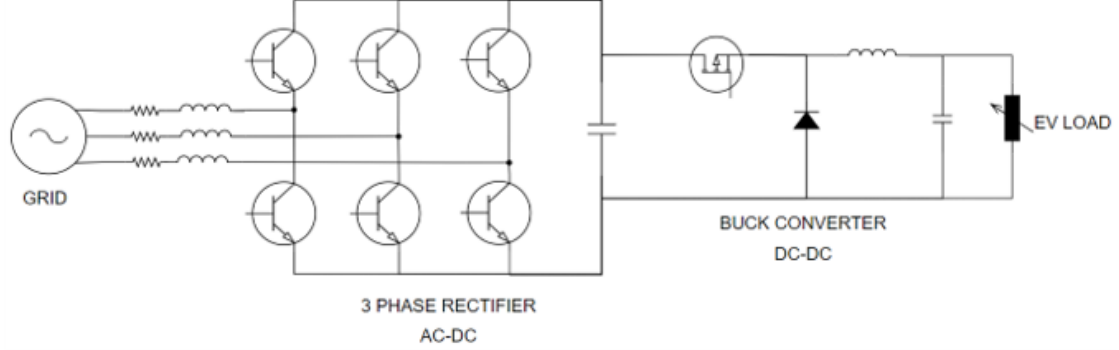 GRID
EV LOAD
BUCK CONVERTER
DC-DC
3 PHASE RECTIFIER
AC-DC